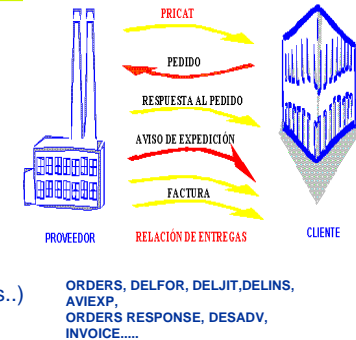 PRICAT
PEDIDO
RESPUESTA AL PEDIDO
AVISO DE EXPEDICIÓN
FACTURA
PROVEEDOR
RELACIÓN DE ENTREGAS
CLIENTE
s..)
ORDERS, DELFOR, DELJIT,DELINS,
AVIEXP,
ORDERS RESPONSE, DESADV,
INVOICE.....